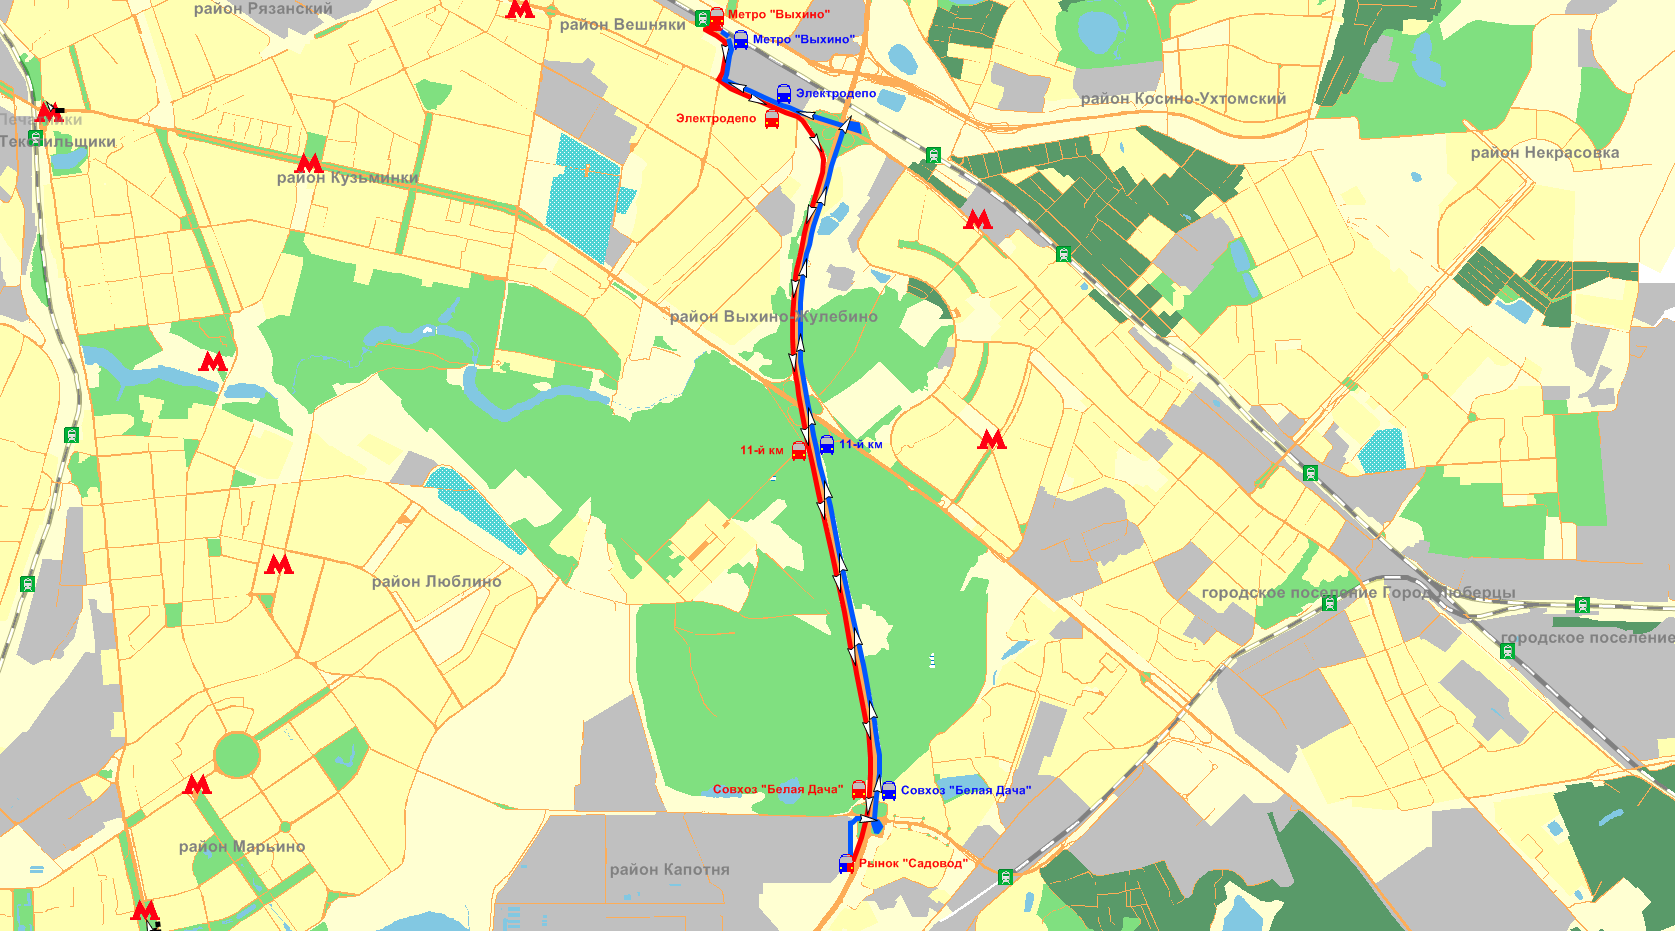 район Рязанский
район Вешняки
Метро "Выхино"
Метро "Выхино"
Электродепо
Электродепо
район Косино-Ухтомский
Печатники
Текстильщики
район Некрасовка
район Кузьминки
район Выхино-Жулебино
11-й км
11-й км
район Люблино
городское поселение Город Люберцы
городское поселение
Совхоз "Белая Дача"
Совхоз "Белая Дача"
район Марьино
район Капотня
Рынок "Садовод"